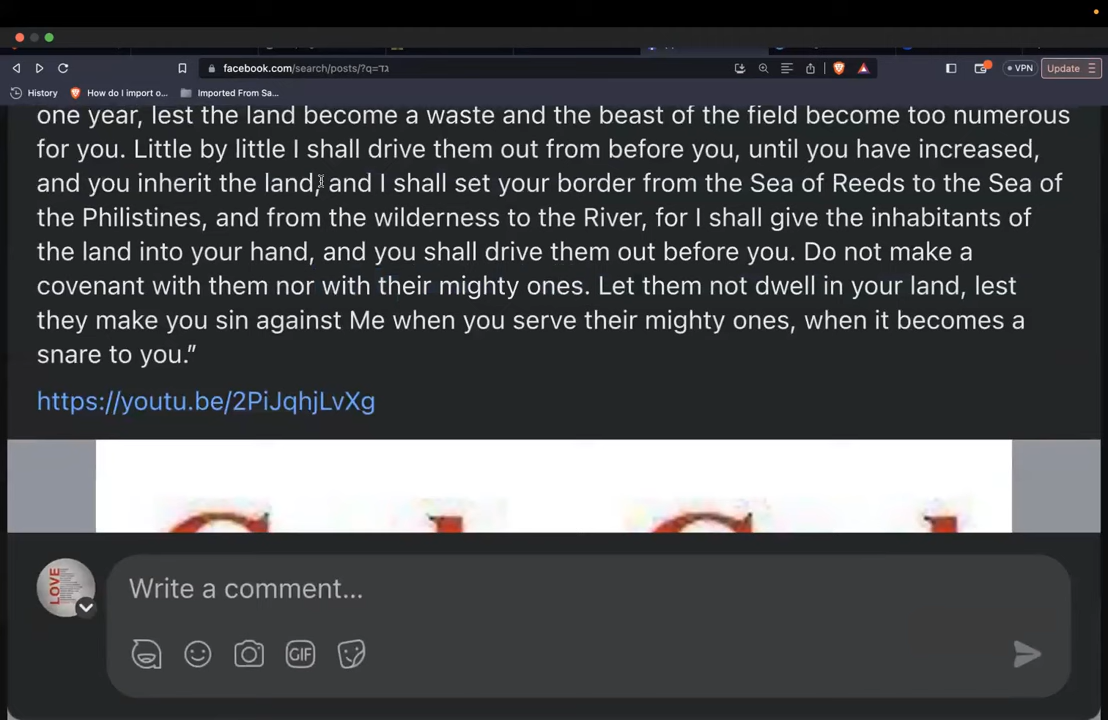 facebook.com/search/posts/?q=גד
VPN
Update
History
How do I import o...
Imported From Sa...
one year, lest the land become a waste and the beast of the field become too numerous
for you. Little by little I shall drive them out from before you, until you have increased,
and you inherit the land, and I shall set your border from the Sea of Reeds to the Sea of
the Philistines, and from the wilderness to the River, for I shall give the inhabitants of
the land into your hand, and you shall drive them out before you. Do not make a
covenant with them nor with their mighty ones. Let them not dwell in your land, lest
they make you sin against Me when you serve their mighty ones, when it becomes a
snare to you.”
https://youtu.be/2PiJqhjLvXg
LOVE
Write a comment...
GIF